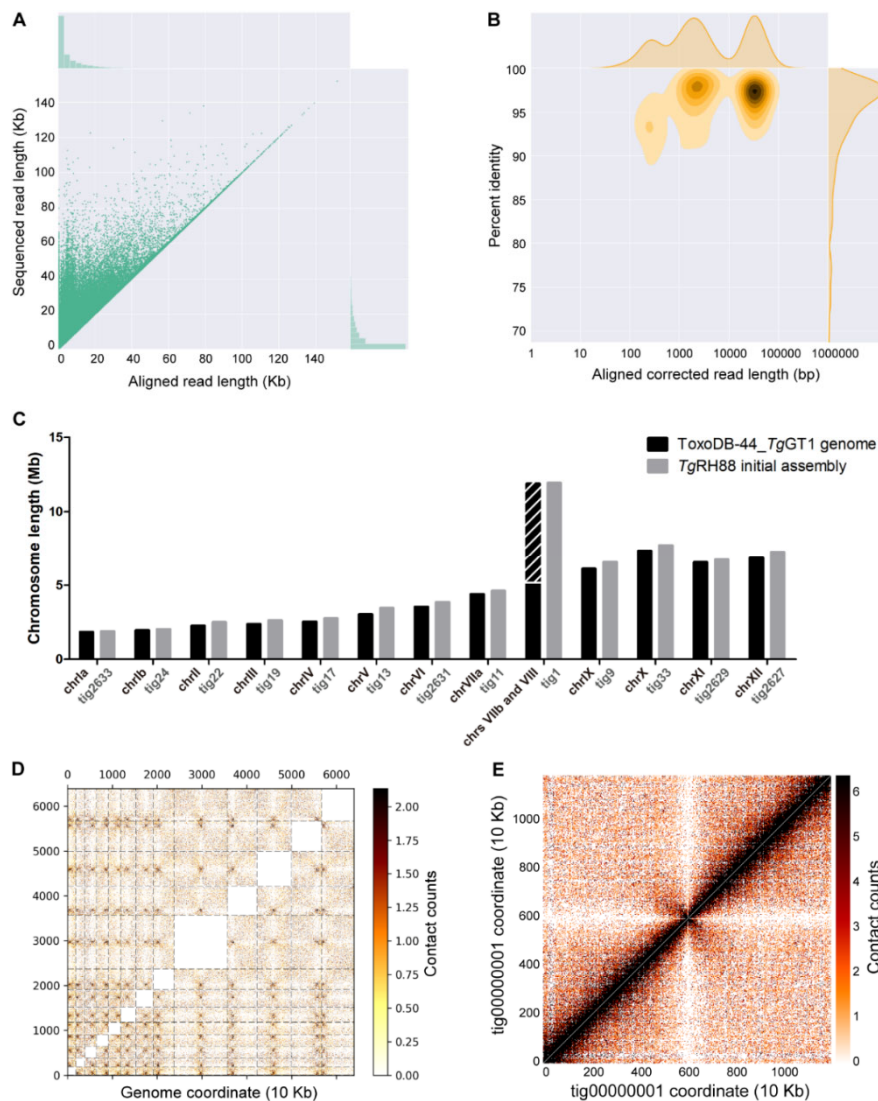 A
Sequenced read length (Kb)
140
120
100
80
60
40
20
0
0 20 40 60 80 100 120 140
Aligned read length (Kb)
B
Percent identity
100
95
90
85
80
75
70
1 10 100 1000 10000 100000 1000000
Aligned corrected read length (bp)
C
Chromosome length (Mb)
15
10
5
0
ToxoDB-44_TgGT1 genome
TgRH88 initial assembly
chrIa tig2633 chrIb tig24 chrII tig22 chrIII tig19 chrIV tig17 chrV tig13 chrVI tig2631 chrVIIa tig11 chrs VIIb and VIII tig1 chrIX tig9 chrX tig33 chrXI tig2629 chrXII tig2627
D
0 1000 2000 3000 4000 5000 6000
6000
5000
4000
3000
2000
1000
0
Genome coordinate (10 Kb)
2.00
1.75
1.50
1.25
1.00
0.75
0.50
0.25
0.00
Contact counts
E
tig00000001 coordinate (10 Kb)
1000
800
600
400
200
0
0 200 400 600 800 1000
tig00000001 coordinate (10 Kb)
6
5
4
3
2
1
0
Contact counts